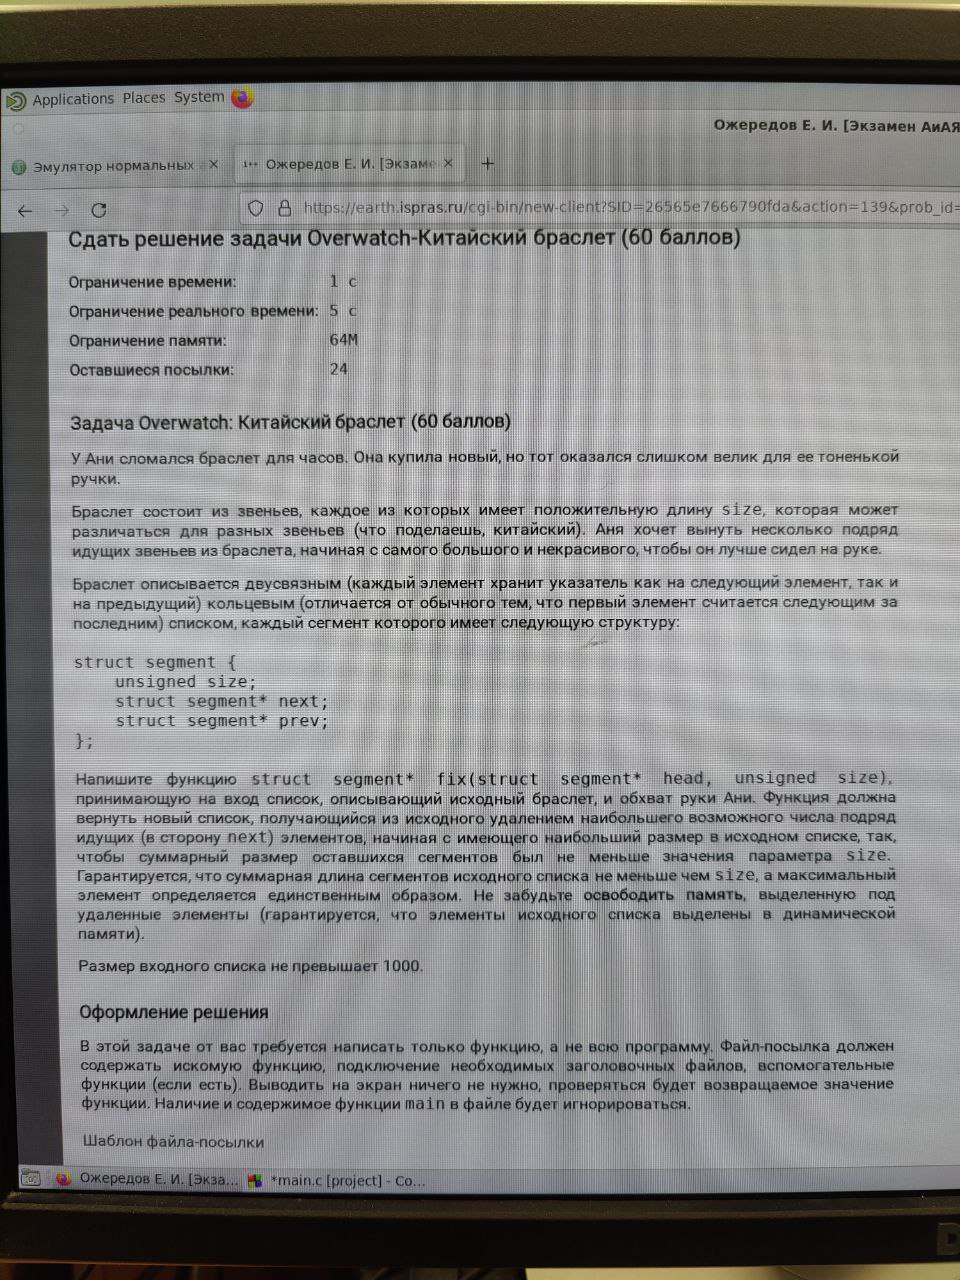 Applications Places System
Ожередов Е. И. [Экзамен АиАЯ
Эмулятор нормальных × Ожередов Е. И. [Экзаме × +
https://earth.ispras.ru/cgi-bin/new-client?SID=26565e7666790fda&action=139&prob_id=
Сдать решение задачи Overwatch-Китайский браслет (60 баллов)
Ограничение времени: 1 с
Ограничение реального времени: 5 с
Ограничение памяти: 64M
Оставшиеся посылки: 24
Задача Overwatch: Китайский браслет (60 баллов)
У Ани сломался браслет для часов. Она купила новый, но тот оказался слишком велик для ее тоненькой
ручки.
Браслет состоит из звеньев, каждое из которых имеет положительную длину size, которая может
различаться для разных звеньев (что поделаешь, китайский). Аня хочет вынуть несколько подряд
идущих звеньев из браслета, начиная с самого большого и некрасивого, чтобы он лучше сидел на руке.
Браслет описывается двусвязным (каждый элемент хранит указатель как на следующий элемент, так и
на предыдущий) кольцевым (отличается от обычного тем, что первый элемент считается следующим за
последним) списком, каждый сегмент которого имеет следующую структуру:
struct segment {
unsigned size;
struct segment* next;
struct segment* prev;
};
Напишите функцию struct segment* fix(struct segment* head, unsigned size),
принимающую на вход список, описывающий исходный браслет, и обхват руки Ани. Функция должна
вернуть новый список, получающийся из исходного удалением наибольшего возможного числа подряд
идущих (в сторону next) элементов, начиная с имеющего наибольший размер в исходном списке, так,
чтобы суммарный размер оставшихся сегментов был не меньше значения параметра size.
Гарантируется, что суммарная длина сегментов исходного списка не меньше чем size, а максимальный
элемент определяется единственным образом. Не забудьте освободить память, выделенную под
удаленные элементы (гарантируется, что элементы исходного списка выделены в динамической
памяти).
Размер входного списка не превышает 1000.
Оформление решения
В этой задаче от вас требуется написать только функцию, а не всю программу. Файл-посылка должен
содержать искомую функцию, подключение необходимых заголовочных файлов, вспомогательные
функции (если есть). Выводить на экран ничего не нужно, проверяться будет возвращаемое значение
функции. Наличие и содержимое функции main в файле будет игнорироваться.
Шаблон файла-посылки
Ожередов Е. И. [Экза... *main.c [project] - Co...